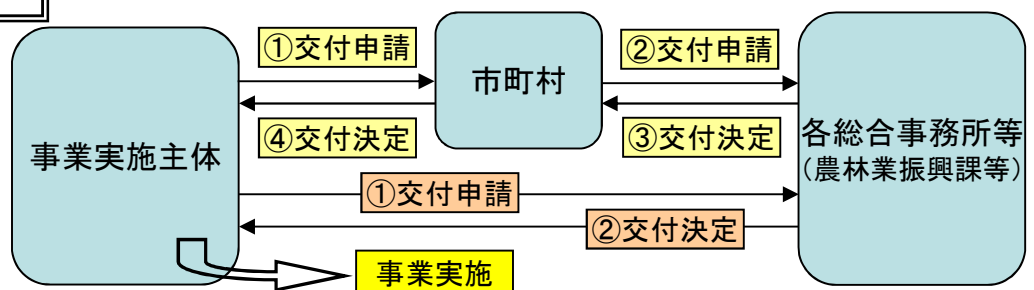 ①交付申請
②交付申請
市町村
④交付決定
③交付決定
事業実施主体
各総合事務所等
(農林業振興課等)
①交付申請
②交付決定
事業実施